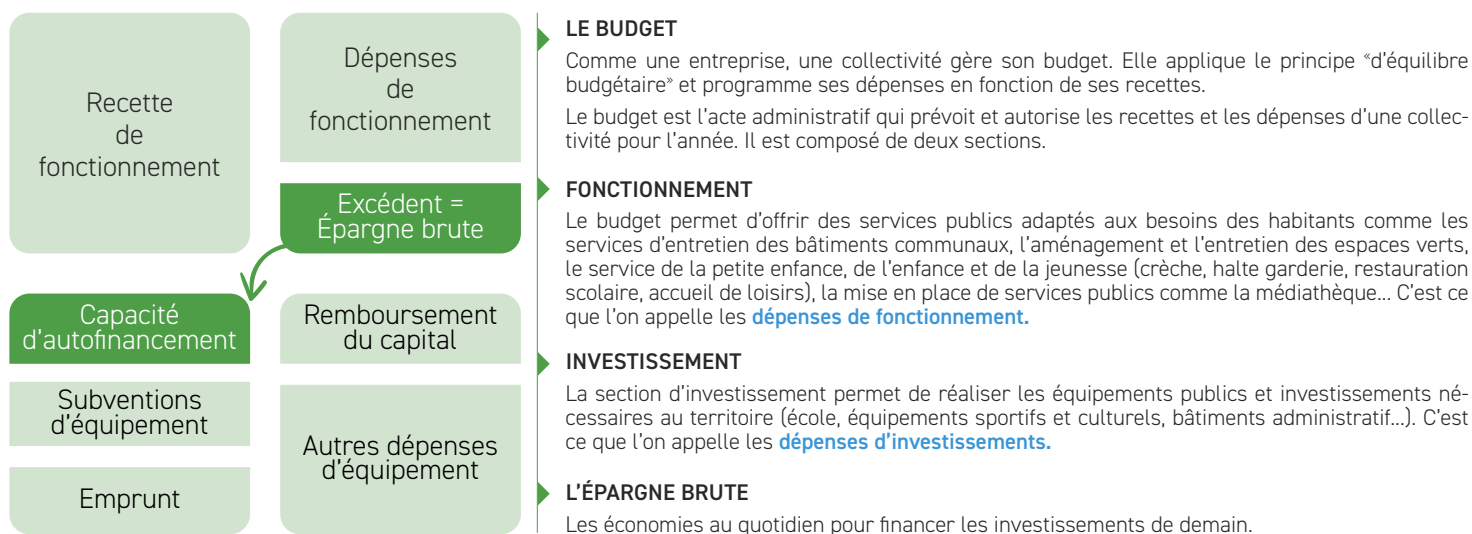 Recette
de
fonctionnement
Dépenses
de
fonctionnement
Excédent =
Épargne brute
Capacité
d'autofinancement
Remboursement
du capital
Subventions
d'équipement
Autres dépenses
d'équipement
Emprunt
LE BUDGET
Comme une entreprise, une collectivité gère son budget. Elle applique le principe “d'équilibre
budgétaire” et programme ses dépenses en fonction de ses recettes.
Le budget est l'acte administratif qui prévoit et autorise les recettes et les dépenses d'une collec-
tivité pour l'année. Il est composé de deux sections.
FONCTIONNEMENT
Le budget permet d'offrir des services publics adaptés aux besoins des habitants comme les
services d'entretien des bâtiments communaux, l'aménagement et l'entretien des espaces verts,
le service de la petite enfance, de l'enfance et de la jeunesse (crèche, halte garderie, restauration
scolaire, accueil de loisirs), la mise en place de services publics comme la médiathèque... C'est ce
que l'on appelle les dépenses de fonctionnement.
INVESTISSEMENT
La section d'investissement permet de réaliser les équipements publics et investissements né-
cessaires au territoire (école, équipements sportifs et culturels, bâtiments administratif...). C'est
ce que l'on appelle les dépenses d'investissements.
L'ÉPARGNE BRUTE
Les économies au quotidien pour financer les investissements de demain.